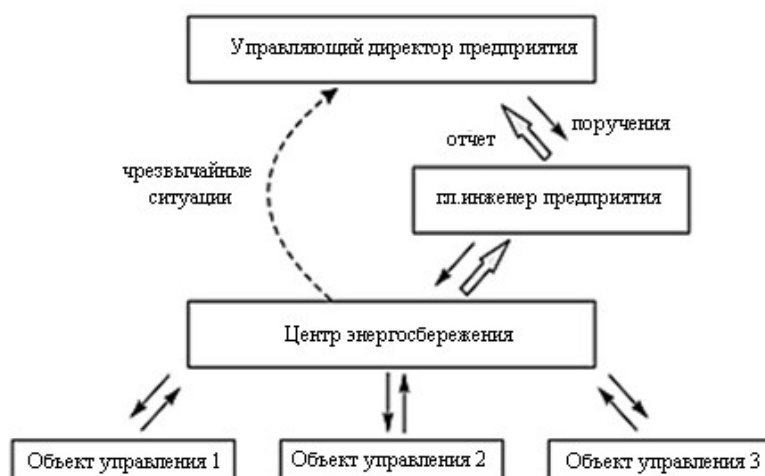 Управляющий директор предприятия
отчет
поручения
чрезвычайные
ситуации
гл.инженер предприятия
Центр энергосбережения
Объект управления 1
Объект управления 2
Объект управления 3